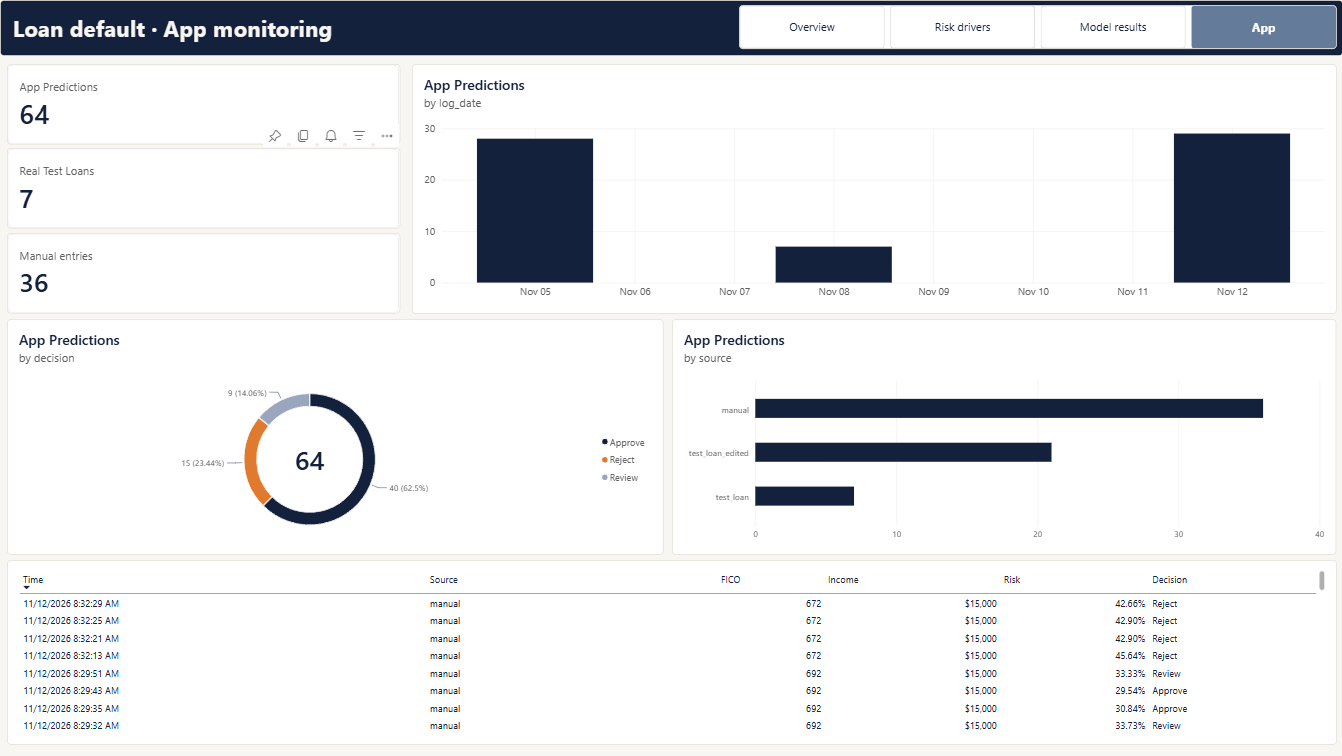 Loan default · App monitoring
Overview
Risk drivers
Model results
App
App Predictions
64
Real Test Loans
7
Manual entries
36
App Predictions
by log_date
30
20
10
0
Nov 05 Nov 06 Nov 07 Nov 08 Nov 09 Nov 10 Nov 11 Nov 12
App Predictions
by decision
9 (14.06%)
15 (23.44%)
64
40 (62.5%)
Approve
Reject
Review
App Predictions
by source
manual
test_loan_edited
test_loan
0 10 20 30 40
Time Source FICO Income Risk Decision
11/12/2026 8:32:29 AM manual 672 $15,000 42.66% Reject
11/12/2026 8:32:25 AM manual 672 $15,000 42.90% Reject
11/12/2026 8:32:21 AM manual 672 $15,000 42.90% Reject
11/12/2026 8:32:13 AM manual 672 $15,000 45.64% Reject
11/12/2026 8:29:51 AM manual 692 $15,000 33.33% Review
11/12/2026 8:29:43 AM manual 692 $15,000 29.54% Approve
11/12/2026 8:29:35 AM manual 692 $15,000 30.84% Approve
11/12/2026 8:29:32 AM manual 692 $15,000 33.73% Review